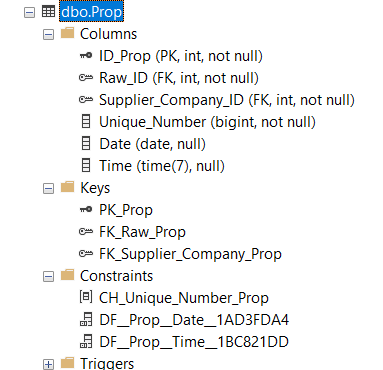 dbo.Prop
Columns
ID_Prop (PK, int, not null)
Raw_ID (FK, int, not null)
Supplier_Company_ID (FK, int, not null)
Unique_Number (bigint, not null)
Date (date, null)
Time (time(7), null)
Keys
PK_Prop
FK_Raw_Prop
FK_Supplier_Company_Prop
Constraints
CH_Unique_Number_Prop
DF__Prop__Date__1AD3FDA4
DF__Prop__Time__1BC821DD
Triggers